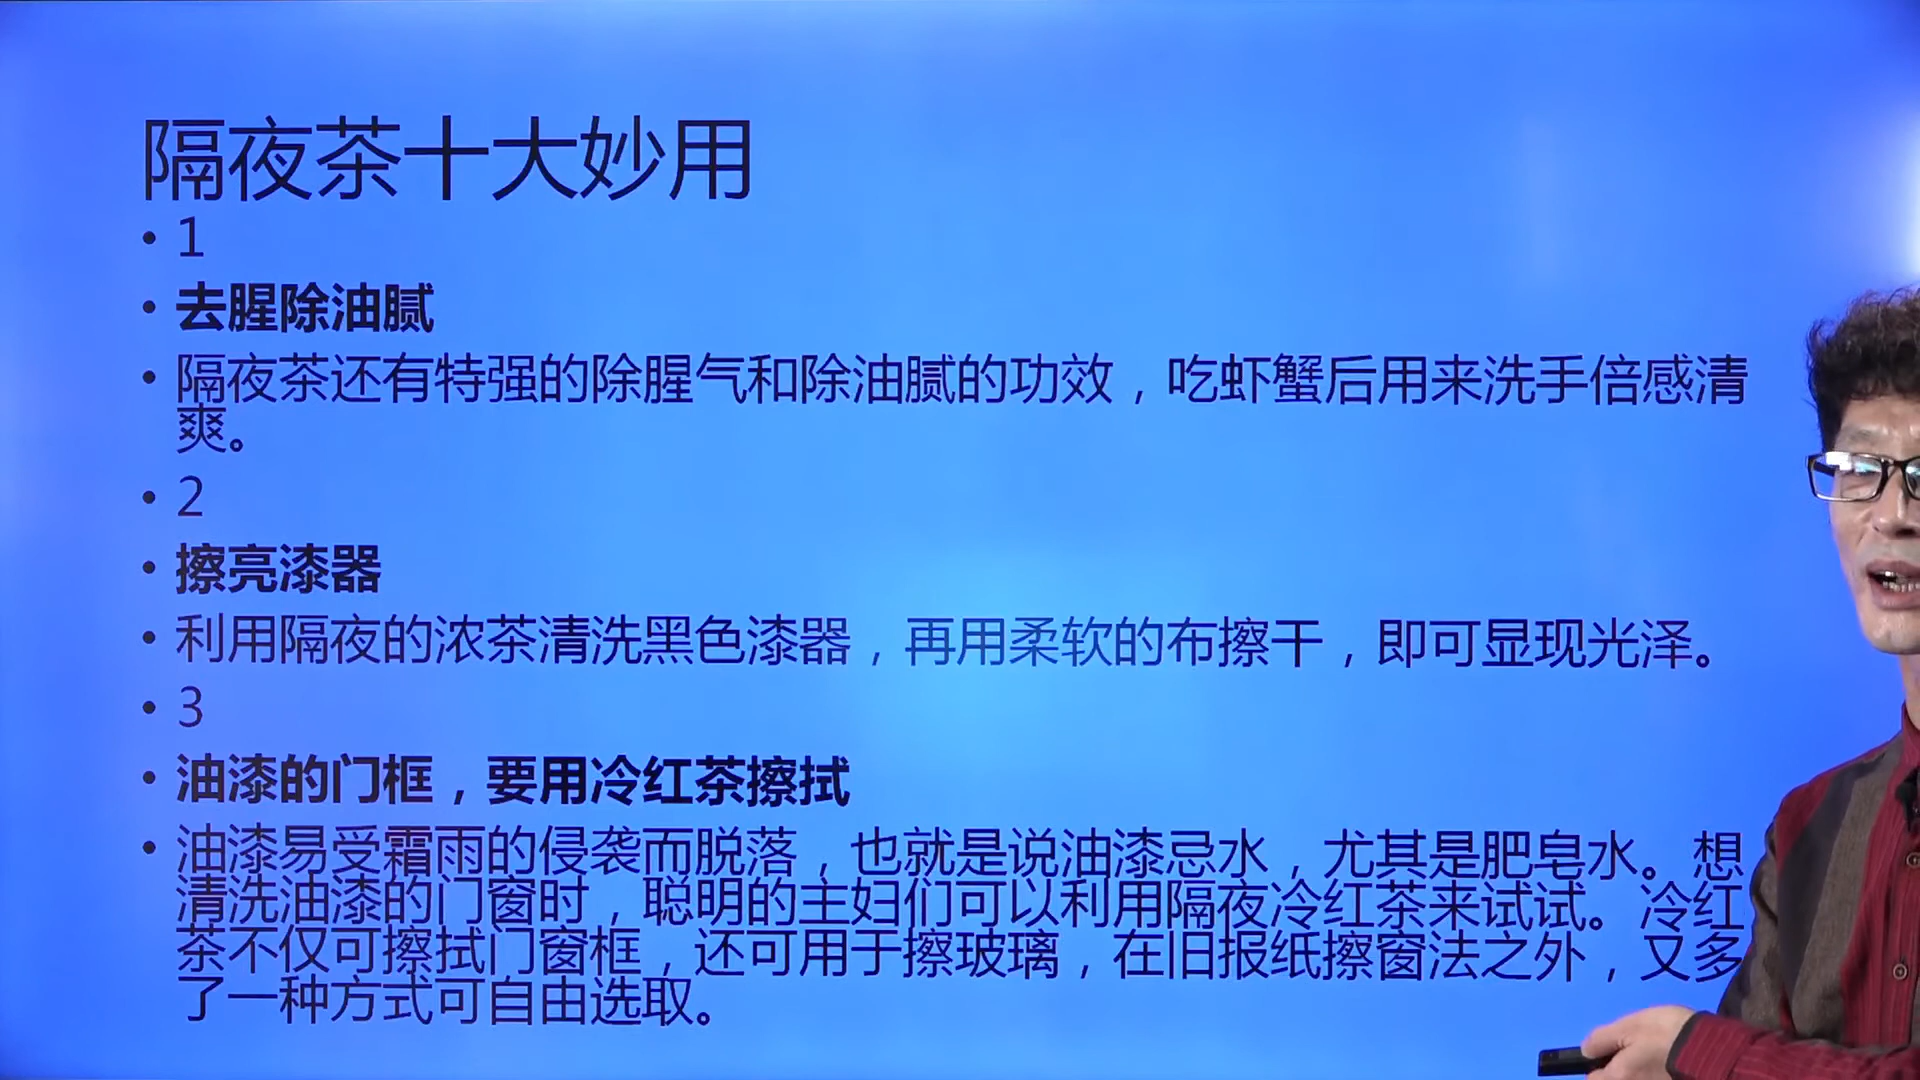 隔夜茶十大妙用
• 1
• 去腥除油腻
• 隔夜茶还有特强的除腥气和除油腻的功效，吃虾蟹后用来洗手倍感清
爽。
• 2
• 擦亮漆器
• 利用隔夜的浓茶清洗黑色漆器，再用柔软的布擦干，即可显现光泽。
• 3
• 油漆的门框，要用冷红茶擦拭
• 油漆易受霜雨的侵袭而脱落，也就是说油漆忌水，尤其是肥皂水。想
清洗油漆的门窗时，聪明的主妇们可以利用隔夜冷红茶来试试。冷红
茶不仅可擦拭门窗框，还可用于擦玻璃，在旧报纸擦窗法之外，又多
了一种方式可自由选取。